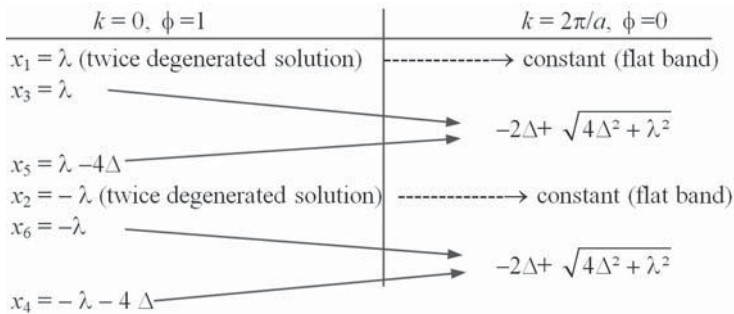 k = 0, ϕ =1 k = 2π/a, ϕ =0
x₁ = λ (twice degenerated solution) constant (flat band)
x₃ = λ
−2Δ+ √4Δ² + λ²
x₅ = λ −4Δ
x₂ = − λ (twice degenerated solution) constant (flat band)
x₆ = −λ
−2Δ+ √4Δ² + λ²
x₄ = − λ − 4 Δ